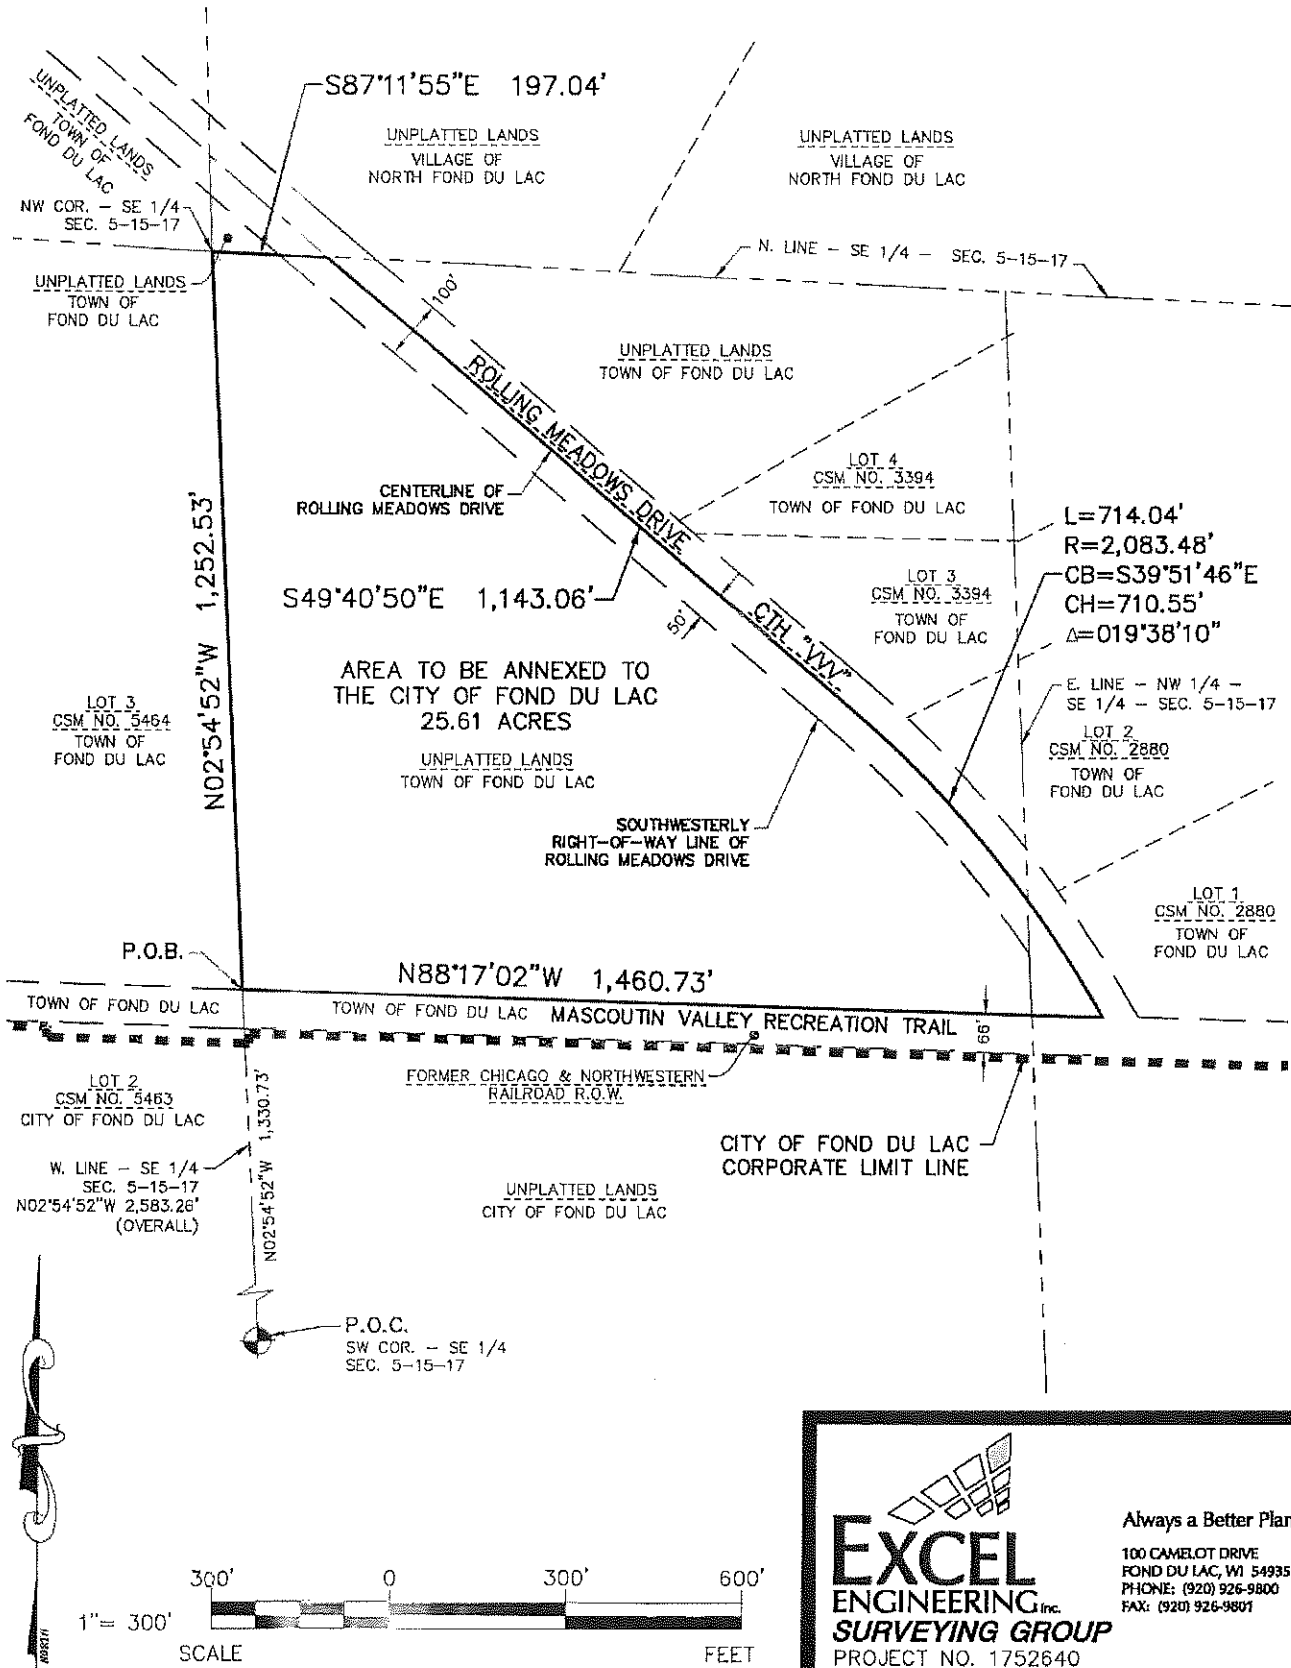 S87°11'55"E 197.04'
UNPLATTED LANDS
TOWN OF
FOND DU LAC
UNPLATTED LANDS
VILLAGE OF
NORTH FOND DU LAC
UNPLATTED LANDS
VILLAGE OF
NORTH FOND DU LAC
NW COR. - SE 1/4
SEC. 5-15-17
N. LINE - SE 1/4 - SEC. 5-15-17
UNPLATTED LANDS
TOWN OF
FOND DU LAC
100'
UNPLATTED LANDS
TOWN OF FOND DU LAC
ROLLING MEADOWS DRIVE
CENTERLINE OF
ROLLING MEADOWS DRIVE
LOT 4
CSM NO. 3394
TOWN OF FOND DU LAC
L=714.04'
R=2,083.48'
CB=S39°51'46"E
CH=710.55'
Δ=019°38'10"
N02°54'52"W 1,252.53'
S49°40'50"E 1,143.06'
LOT 3
CSM NO. 3394
TOWN OF
FOND DU LAC
50'
CTH "VVV"
AREA TO BE ANNEXED TO
THE CITY OF FOND DU LAC
25.61 ACRES
E. LINE - NW 1/4 -
SE 1/4 - SEC. 5-15-17
LOT 3
CSM NO. 5464
TOWN OF
FOND DU LAC
UNPLATTED LANDS
TOWN OF FOND DU LAC
LOT 2
CSM NO. 2880
TOWN OF
FOND DU LAC
SOUTHWESTERLY
RIGHT-OF-WAY LINE OF
ROLLING MEADOWS DRIVE
LOT 1
CSM NO. 2880
TOWN OF
FOND DU LAC
P.O.B.
N88°17'02"W 1,460.73'
TOWN OF FOND DU LAC
TOWN OF FOND DU LAC
MASCOUTIN VALLEY RECREATION TRAIL
66'
LOT 2
CSM NO. 5463
CITY OF FOND DU LAC
FORMER CHICAGO & NORTHWESTERN
RAILROAD R.O.W.
CITY OF FOND DU LAC
CORPORATE LIMIT LINE
N02°54'52"W 1,330.73'
W. LINE - SE 1/4
SEC. 5-15-17
N02°54'52"W 2,583.26'
(OVERALL)
UNPLATTED LANDS
CITY OF FOND DU LAC
P.O.C.
SW COR. - SE 1/4
SEC. 5-15-17
NORTH
300' 0 300' 600'
1"= 300'
SCALE FEET
EXCEL
ENGINEERING Inc.
SURVEYING GROUP
PROJECT NO. 1752640
Always a Better Plan
100 CAMELOT DRIVE
FOND DU LAC, WI 54935
PHONE: (920) 926-9800
FAX: (920) 926-9801